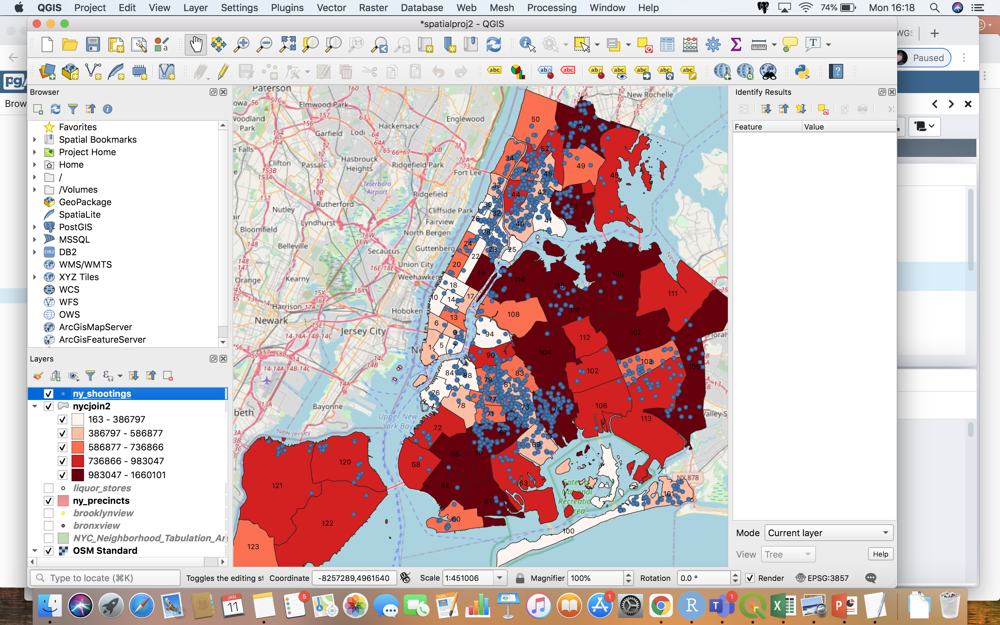 QGIS Project Edit View Layer Settings Plugins Vector Raster Database Web Mesh Processing Window Help 74% Mon 16:18
*spatialproj2 - QGIS
Paused
Browser
Favorites
Spatial Bookmarks
Project Home
Home
/
/Volumes
GeoPackage
SpatiaLite
PostGIS
MSSQL
DB2
WMS/WMTS
XYZ Tiles
WCS
WFS
OWS
ArcGisMapServer
ArcGisFeatureServer
Layers
ny_shootings
nycjoin2
163 - 386797
386797 - 586877
586877 - 736866
736866 - 983047
983047 - 1660101
liquor_stores
ny_precincts
brooklynview
bronxview
NYC_Neighborhood_Tabulation_Ar
OSM Standard
Paterson
Elmwood Park
New Rochelle
Woodland
Park
Hackensack
Englewood
Garfield
Lodi
Clifton
Passaic
Hasbrouck
Heights
Ridgefield Park
Fort Lee
Teterboro
Airport
Ridgefield
Nutley
Rutherford
Cliffside Park
Fairview
Bloomfield
Lyndhurst
North Bergen
Belleville
Secaucus
Guttenberg
Union City
Weehawken
Orange
Kearny
Harrison
Hoboken
Newark
Jersey City
Bayonne
Upper New
York Bay
New Jersey
Gateway
National
Recreation
Area
NY 878
50
47
52
34
46
48
49
45
33
44
42
43
30
32
26
40
41
28
24
23
25
22
20
19
18
10
14
17
13
6
9
1
5
7
114
115
109
111
110
108
94
107
112
104
90
103
105
102
84
88
79
83
81
76
78
77
71
73
75
106
113
72
67
69
66
70
68
63
62
61
60
101
100
120
121
122
123
Identify Results
Feature Value
Mode Current layer
View Tree Help
Type to locate (⌘K) Toggles the editing st Coordinate -8257289,4961540 Scale 1:451006 Magnifier 100% Rotation 0.0 ° Render EPSG:3857
JAN
11
5
1
1